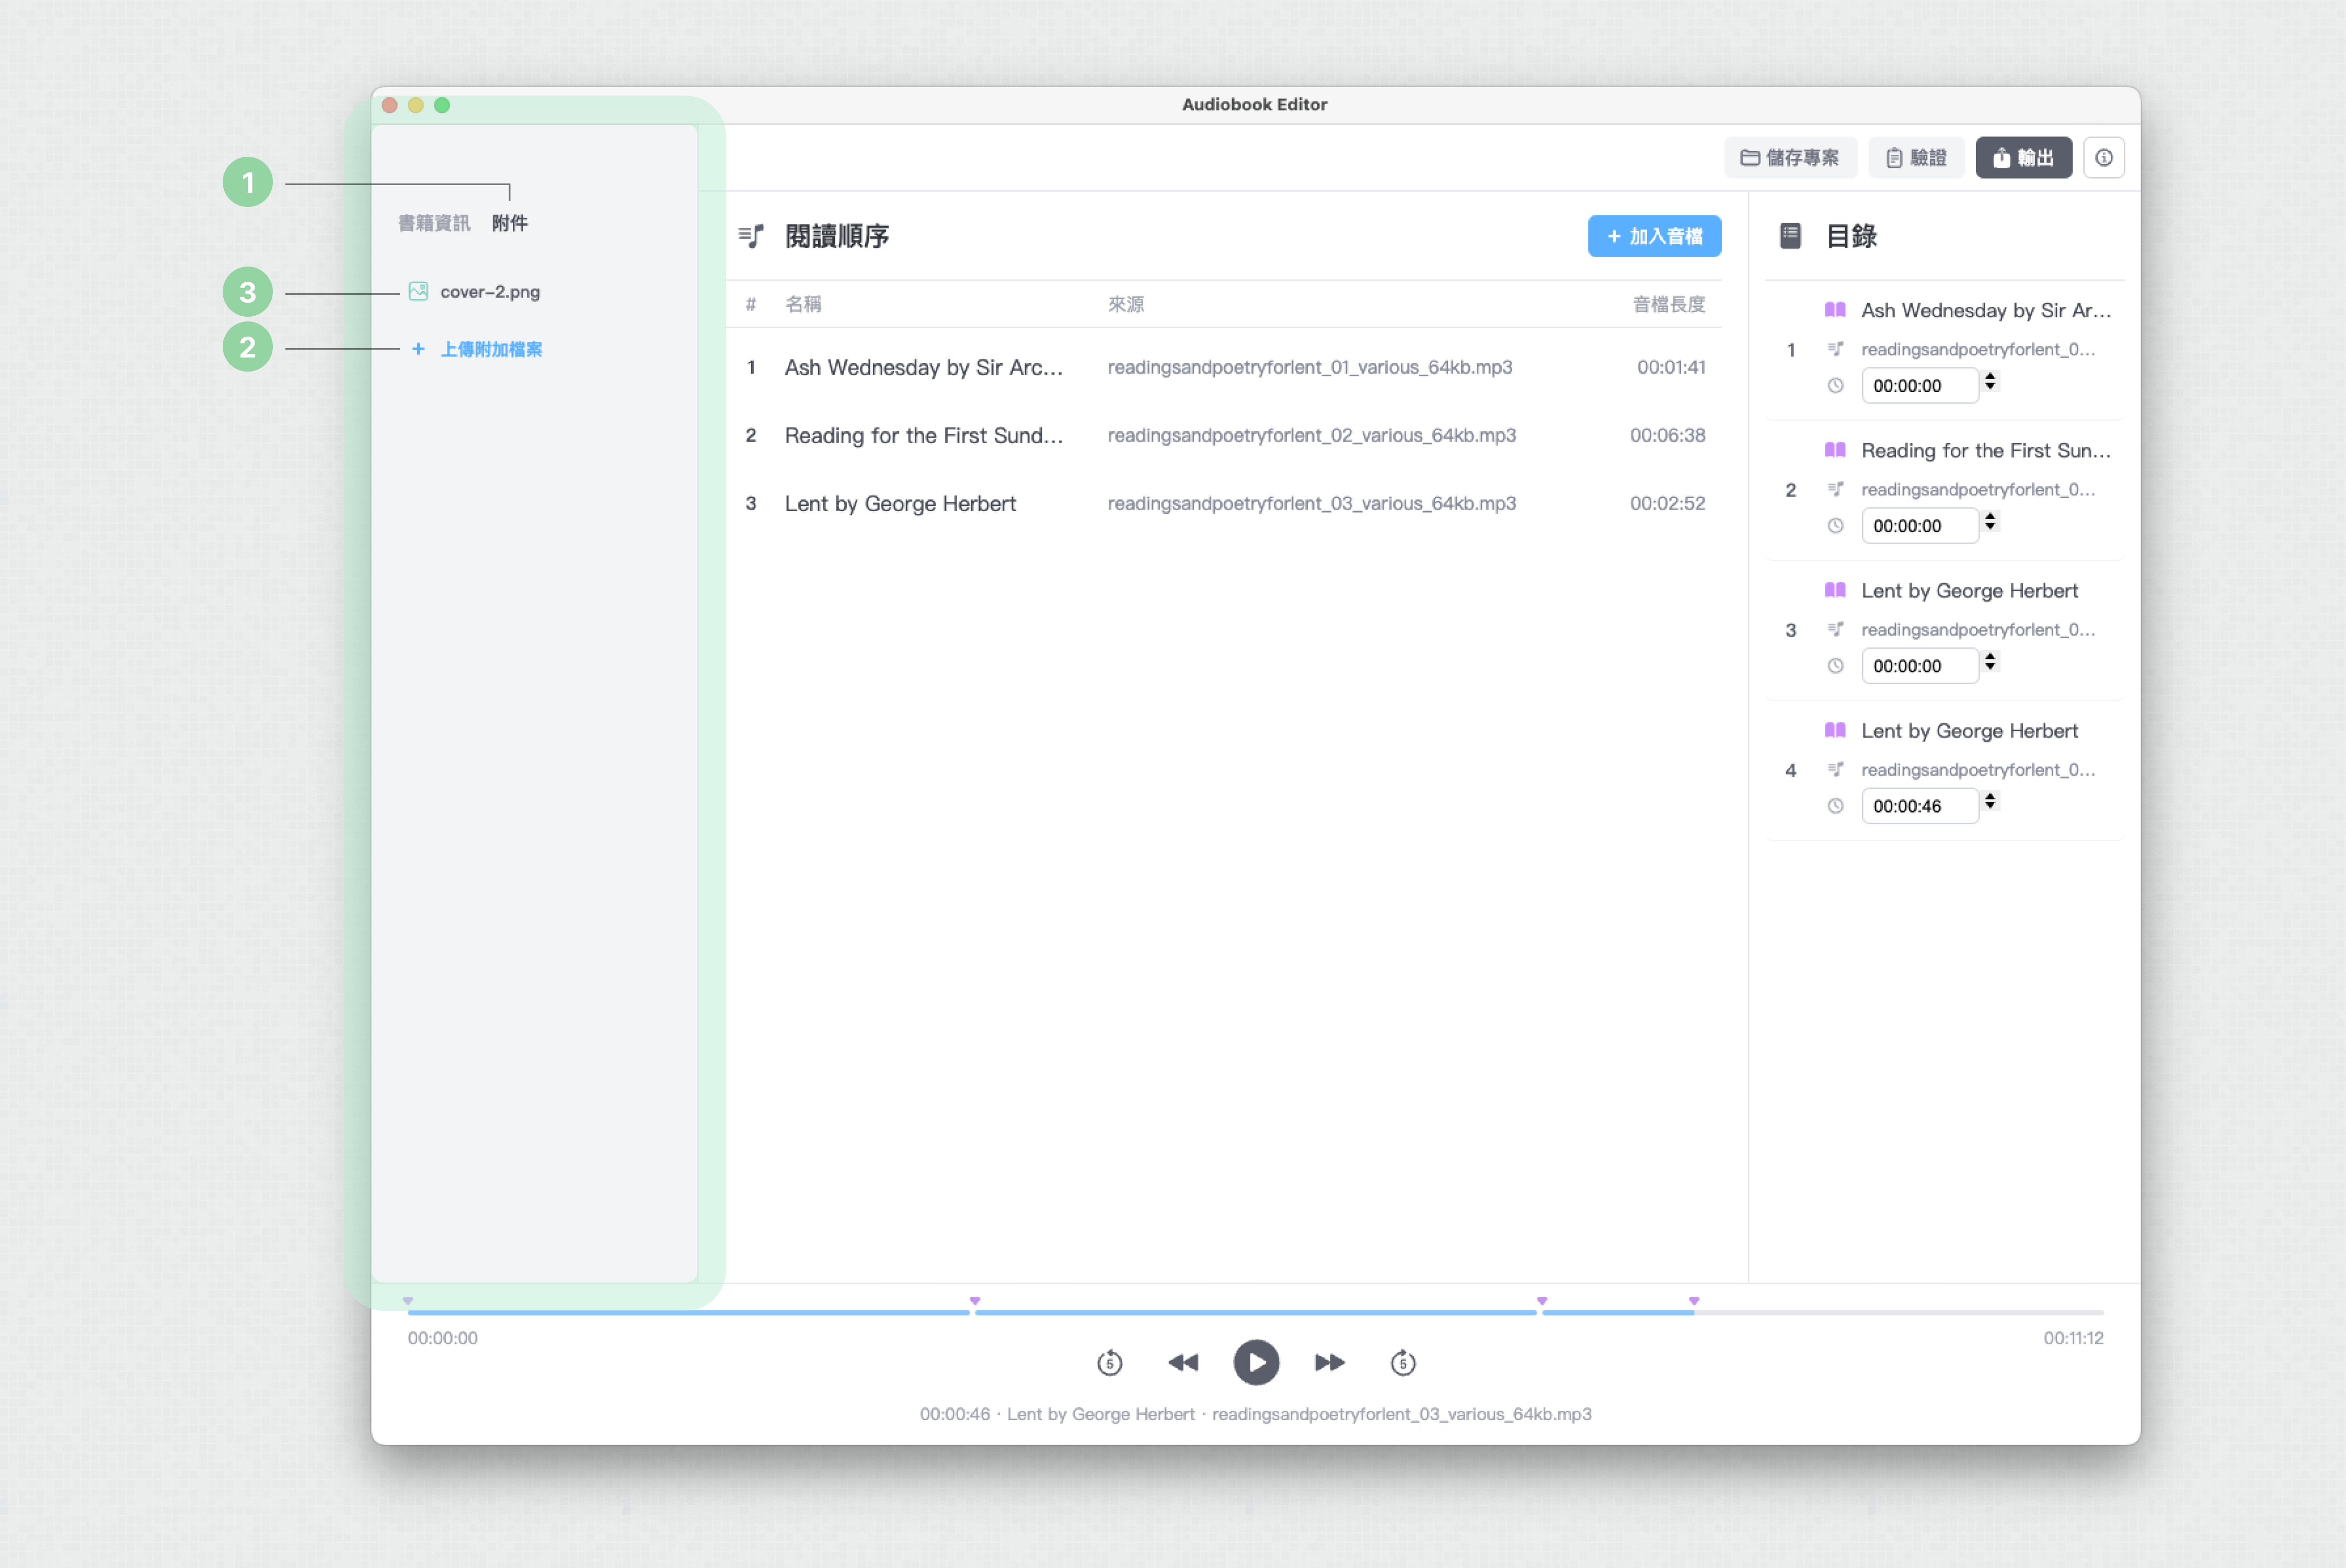 Audiobook Editor
儲存專案 驗證 輸出
1
書籍資訊 附件
3 cover-2.png
2 + 上傳附加檔案
閱讀順序 + 加入音檔
# 名稱 來源 音檔長度
1 Ash Wednesday by Sir Arc... readingsandpoetryforlent_01_various_64kb.mp3 00:01:41
2 Reading for the First Sund... readingsandpoetryforlent_02_various_64kb.mp3 00:06:38
3 Lent by George Herbert readingsandpoetryforlent_03_various_64kb.mp3 00:02:52
目錄
Ash Wednesday by Sir Ar...
1 readingsandpoetryforlent_0...
00:00:00
Reading for the First Sun...
2 readingsandpoetryforlent_0...
00:00:00
Lent by George Herbert
3 readingsandpoetryforlent_0...
00:00:00
Lent by George Herbert
4 readingsandpoetryforlent_0...
00:00:46
00:00:00 00:11:12
5 5
00:00:46 · Lent by George Herbert · readingsandpoetryforlent_03_various_64kb.mp3